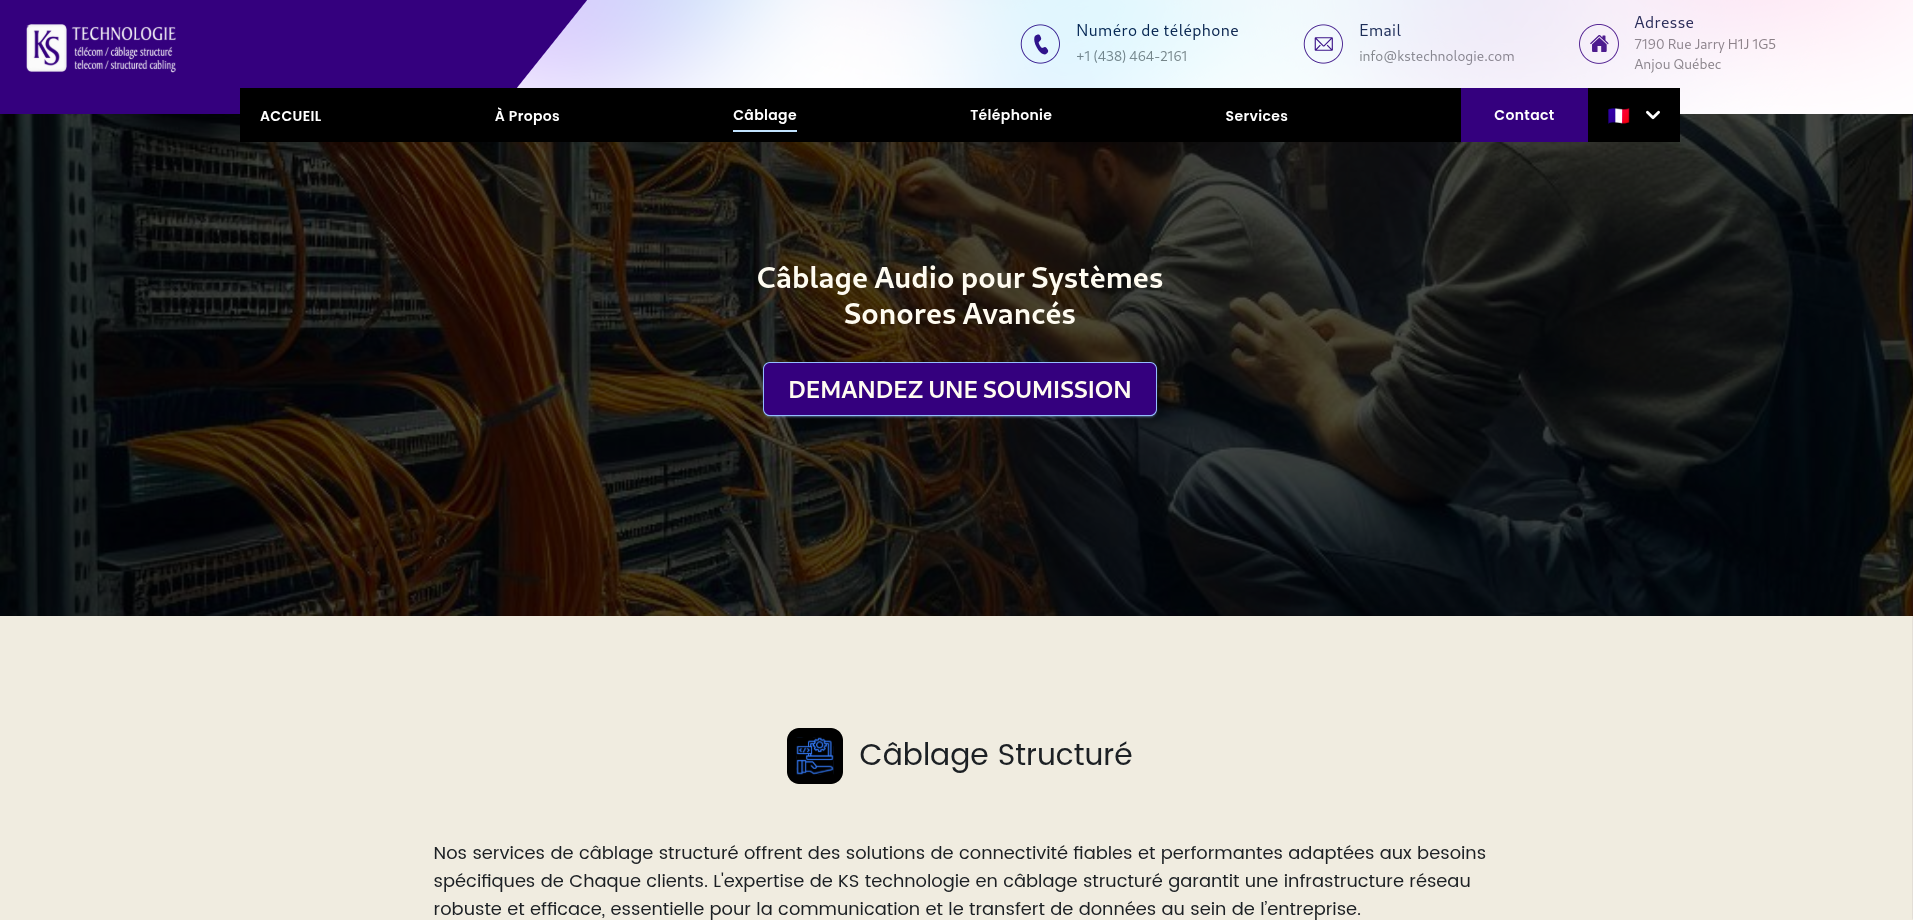 KS TECHNOLOGIE
télécom / câblage structuré
telecom / structured cabling
Numéro de téléphone
+1 (438) 464-2161
Email
info@kstechnologie.com
Adresse
7190 Rue Jarry H1J 1G5
Anjou Québec
ACCUEIL
À Propos
Câblage
Téléphonie
Services
Contact
Câblage Audio pour Systèmes
Sonores Avancés
DEMANDEZ UNE SOUMISSION
Câblage Structuré
Nos services de câblage structuré offrent des solutions de connectivité fiables et performantes adaptées aux besoins
spécifiques de Chaque clients. L'expertise de KS technologie en câblage structuré garantit une infrastructure réseau
robuste et efficace, essentielle pour la communication et le transfert de données au sein de l'entreprise.